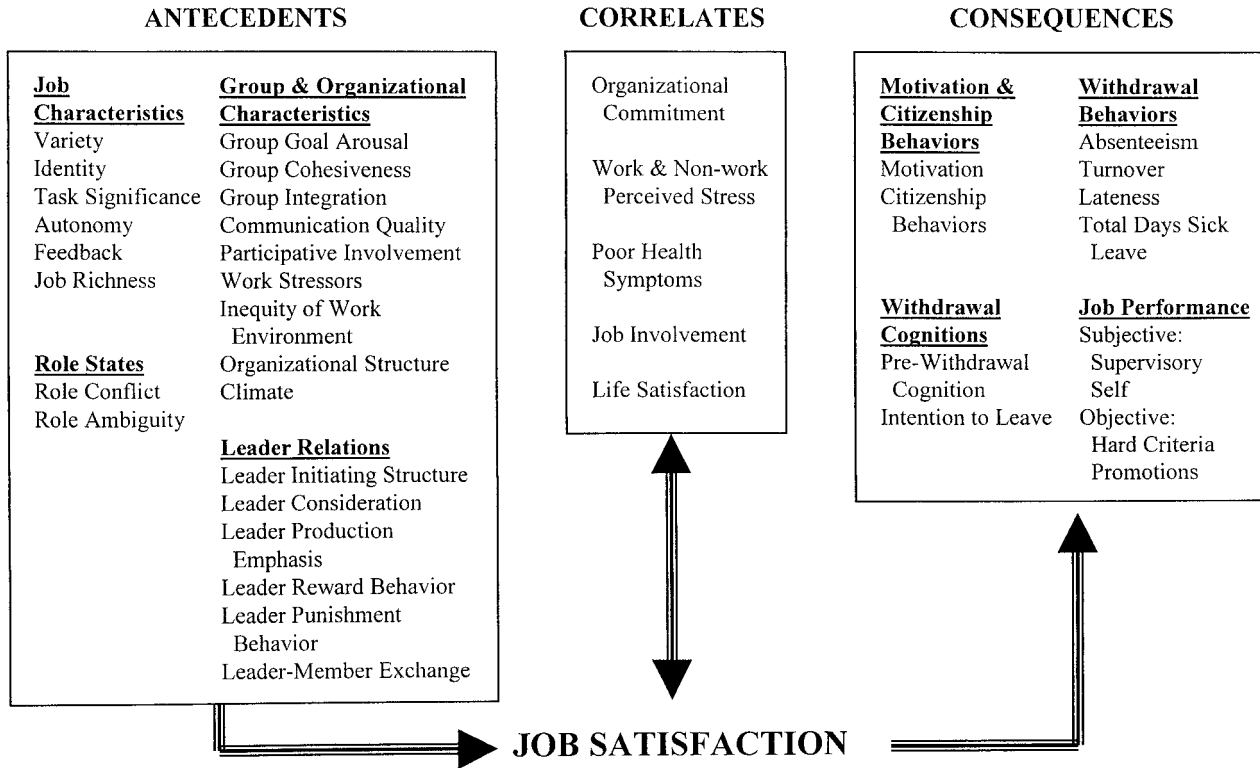 ANTECEDENTS
Job
Characteristics
Variety
Identity
Task Significance
Autonomy
Feedback
Job Richness
Role States
Role Conflict
Role Ambiguity
Group & Organizational
Characteristics
Group Goal Arousal
Group Cohesiveness
Group Integration
Communication Quality
Participative Involvement
Work Stressors
Inequity of Work
Environment
Organizational Structure
Climate
Leader Relations
Leader Initiating Structure
Leader Consideration
Leader Production
Emphasis
Leader Reward Behavior
Leader Punishment
Behavior
Leader-Member Exchange
CORRELATES
Organizational
Commitment
Work & Non-work
Perceived Stress
Poor Health
Symptoms
Job Involvement
Life Satisfaction
CONSEQUENCES
Motivation &
Citizenship
Behaviors
Motivation
Citizenship
Behaviors
Withdrawal
Cognitions
Pre-Withdrawal
Cognition
Intention to Leave
Withdrawal
Behaviors
Absenteeism
Turnover
Lateness
Total Days Sick
Leave
Job Performance
Subjective:
Supervisory
Self
Objective:
Hard Criteria
Promotions
JOB SATISFACTION